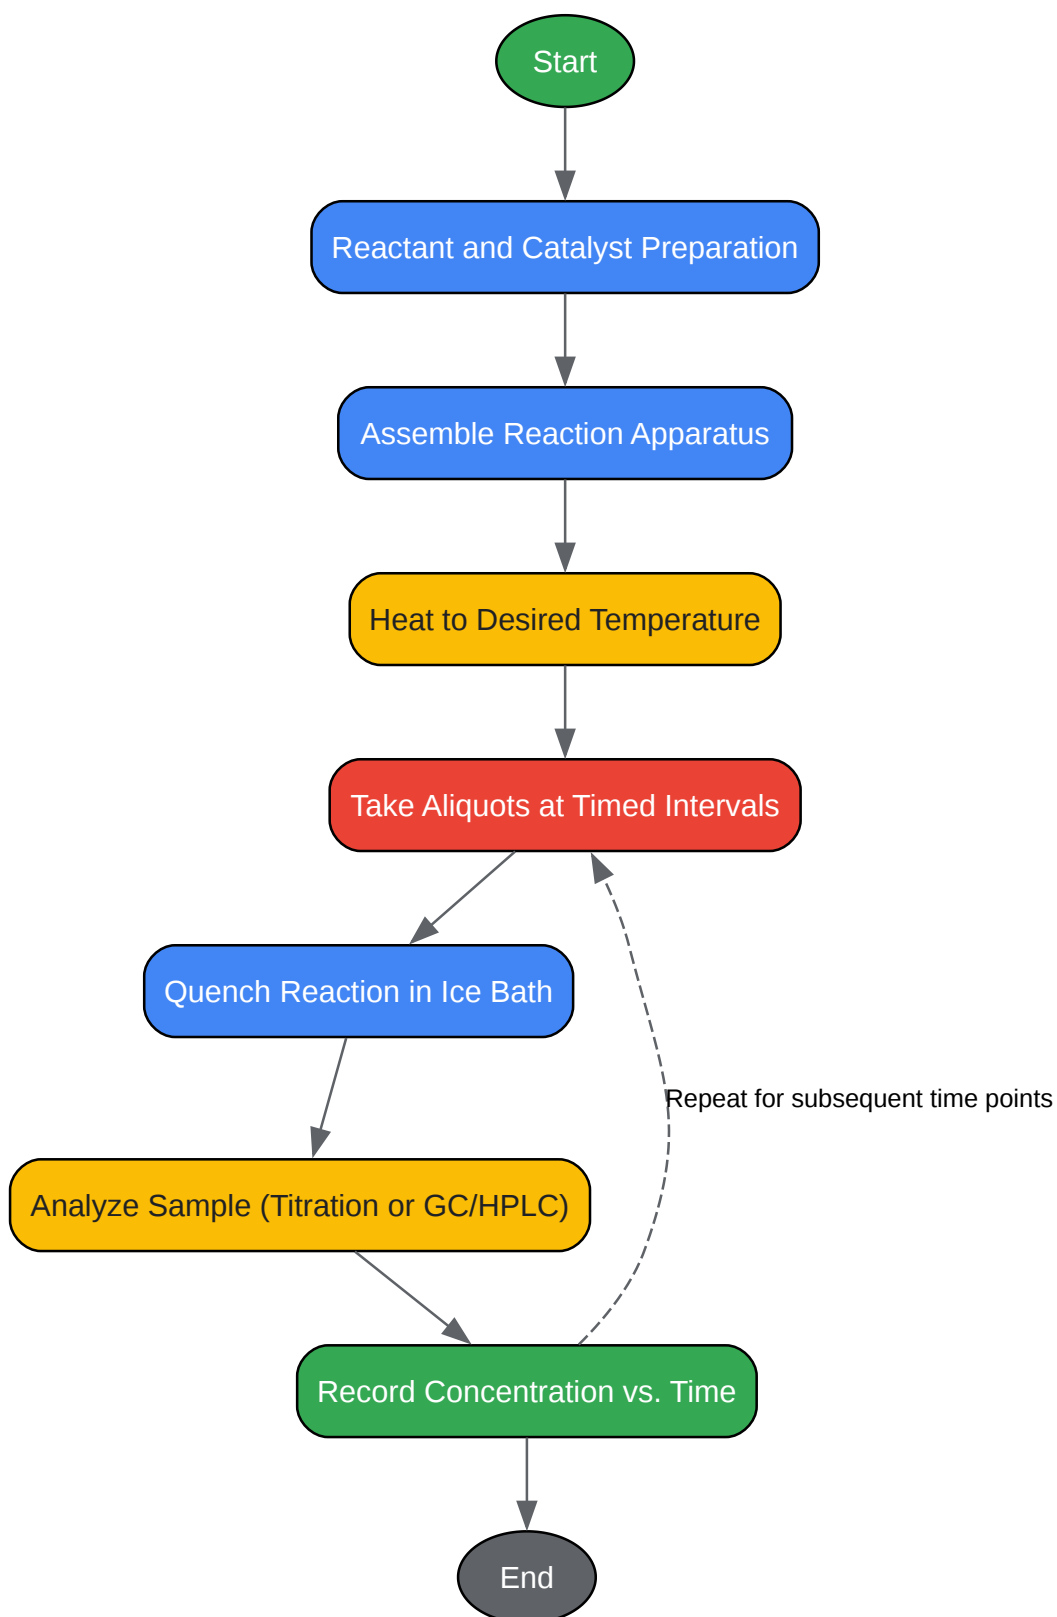 Start
Reactant and Catalyst Preparation
Assemble Reaction Apparatus
Heat to Desired Temperature
Take Aliquots at Timed Intervals
Quench Reaction in Ice Bath
Repeat for subsequent time points
Analyze Sample (Titration or GC/HPLC)
Record Concentration vs. Time
End